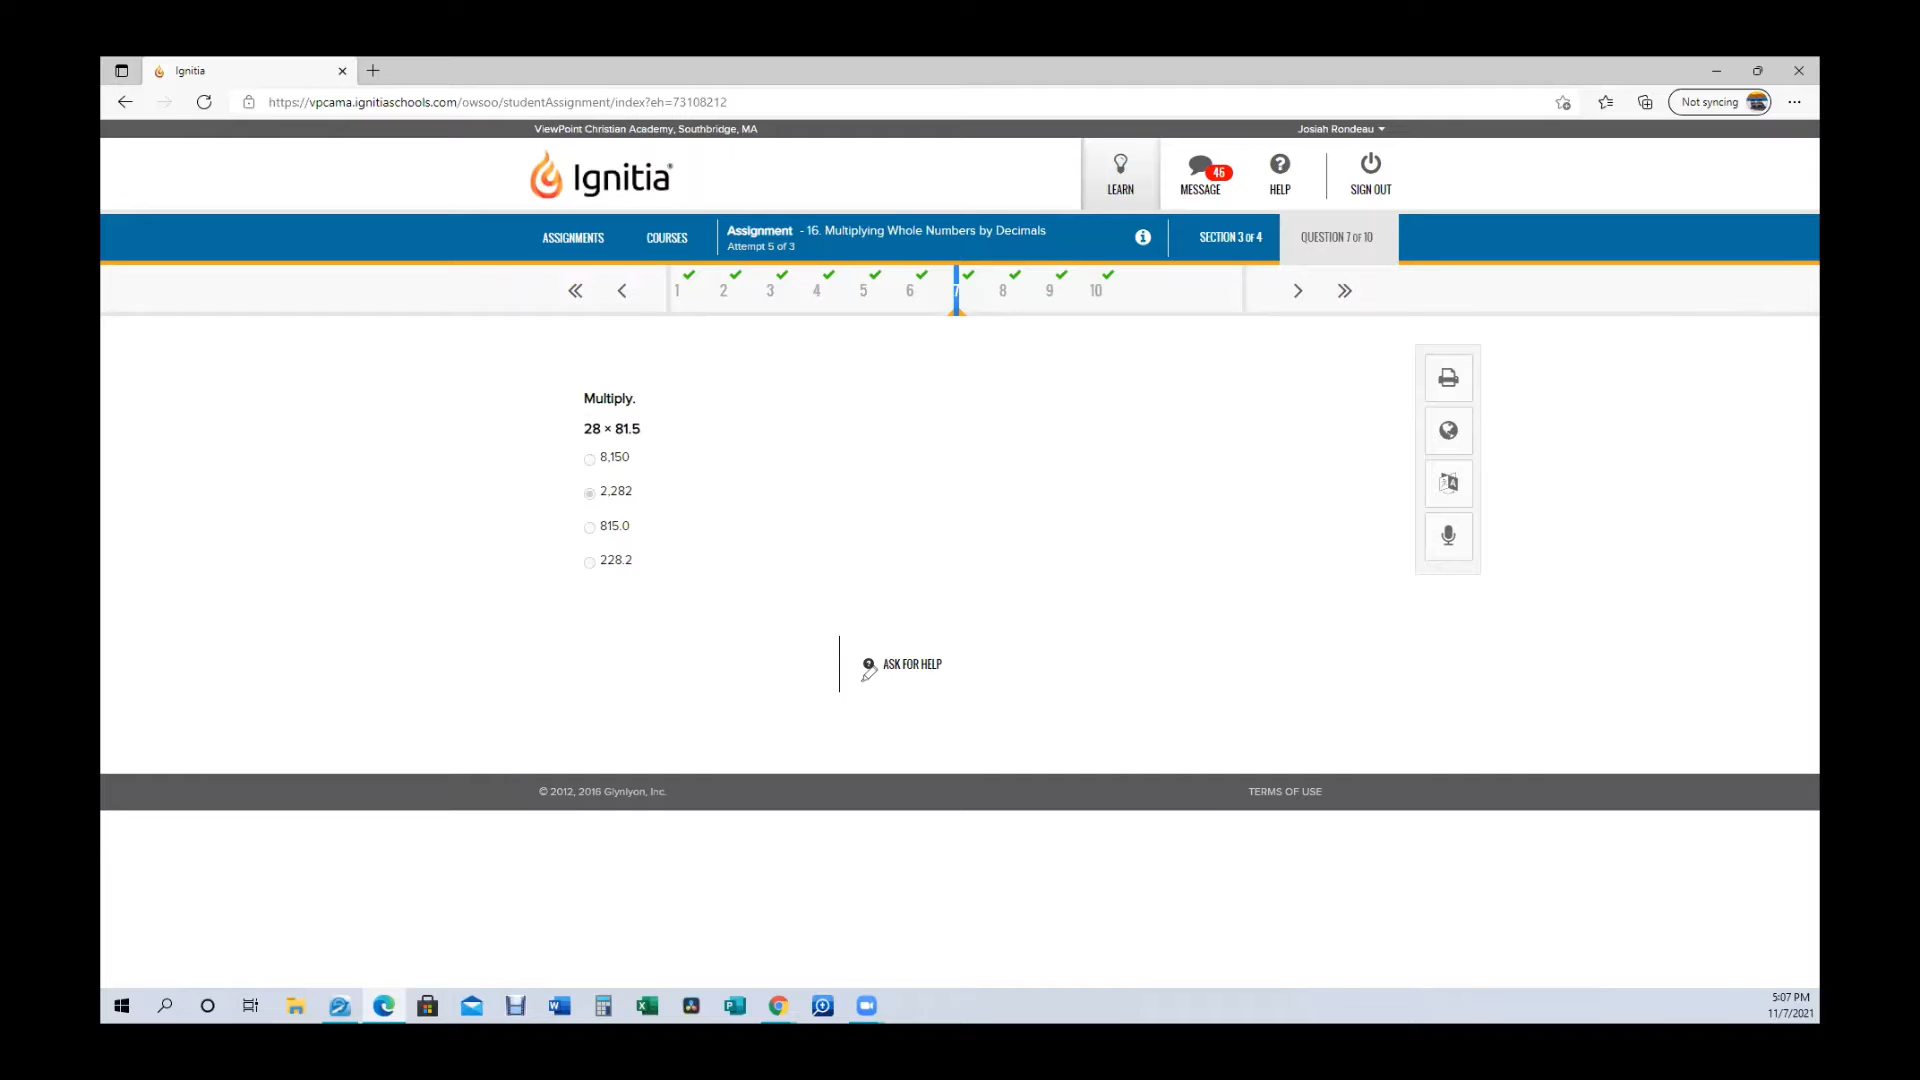 Ignitia
https://vpcama.ignitiaschools.com/owsoo/studentAssignment/index?eh=73108212
Not syncing
ViewPoint Christian Academy, Southbridge, MA
Josiah Rondeau
Ignitia
LEARN
46
MESSAGE
HELP
SIGN OUT
ASSIGNMENTS
COURSES
Assignment - 16. Multiplying Whole Numbers by Decimals
Attempt 5 of 3
SECTION 3 OF 4
QUESTION 7 OF 10
1 2 3 4 5 6 7 8 9 10
Multiply.
28 × 81.5
8,150
2,282
815.0
228.2
ASK FOR HELP
© 2012, 2016 Glynlyon, Inc.
TERMS OF USE
5:07 PM
11/7/2021